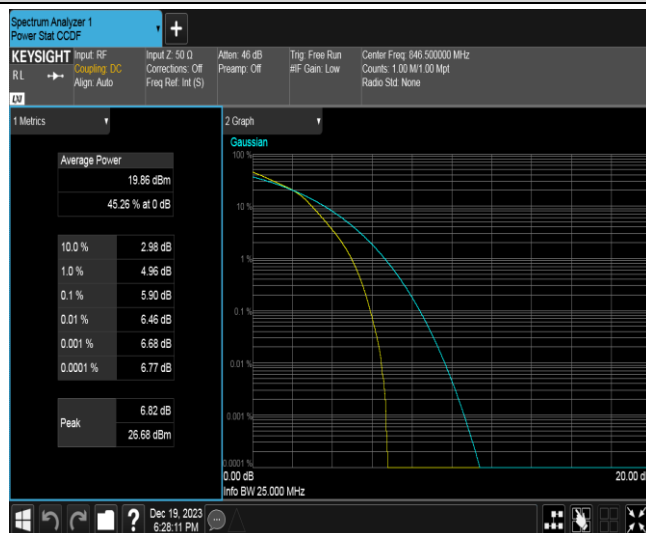 Spectrum Analyzer 1
Power Stat CCDF
+
KEYSIGHT
RL
LXI
Input: RF
Coupling: DC
Align: Auto
Input Z: 50 Ω
Corrections: Off
Freq Ref: Int (S)
Atten: 46 dB
Preamp: Off
Trig: Free Run
#IF Gain: Low
Center Freq: 846.500000 MHz
Counts: 1.00 M/1.00 Mpt
Radio Std: None
1 Metrics
Average Power
19.86 dBm
45.26 % at 0 dB
10.0 % 2.98 dB
1.0 % 4.96 dB
0.1 % 5.90 dB
0.01 % 6.46 dB
0.001 % 6.68 dB
0.0001 % 6.77 dB
Peak
6.82 dB
26.68 dBm
2 Graph
Gaussian
100 %
10 %
1 %
0.1 %
0.01 %
0.001 %
0.0001 %
0.00 dB
20.00 d
Info BW 25.000 MHz
?
Dec 19, 2023
6:28:11 PM